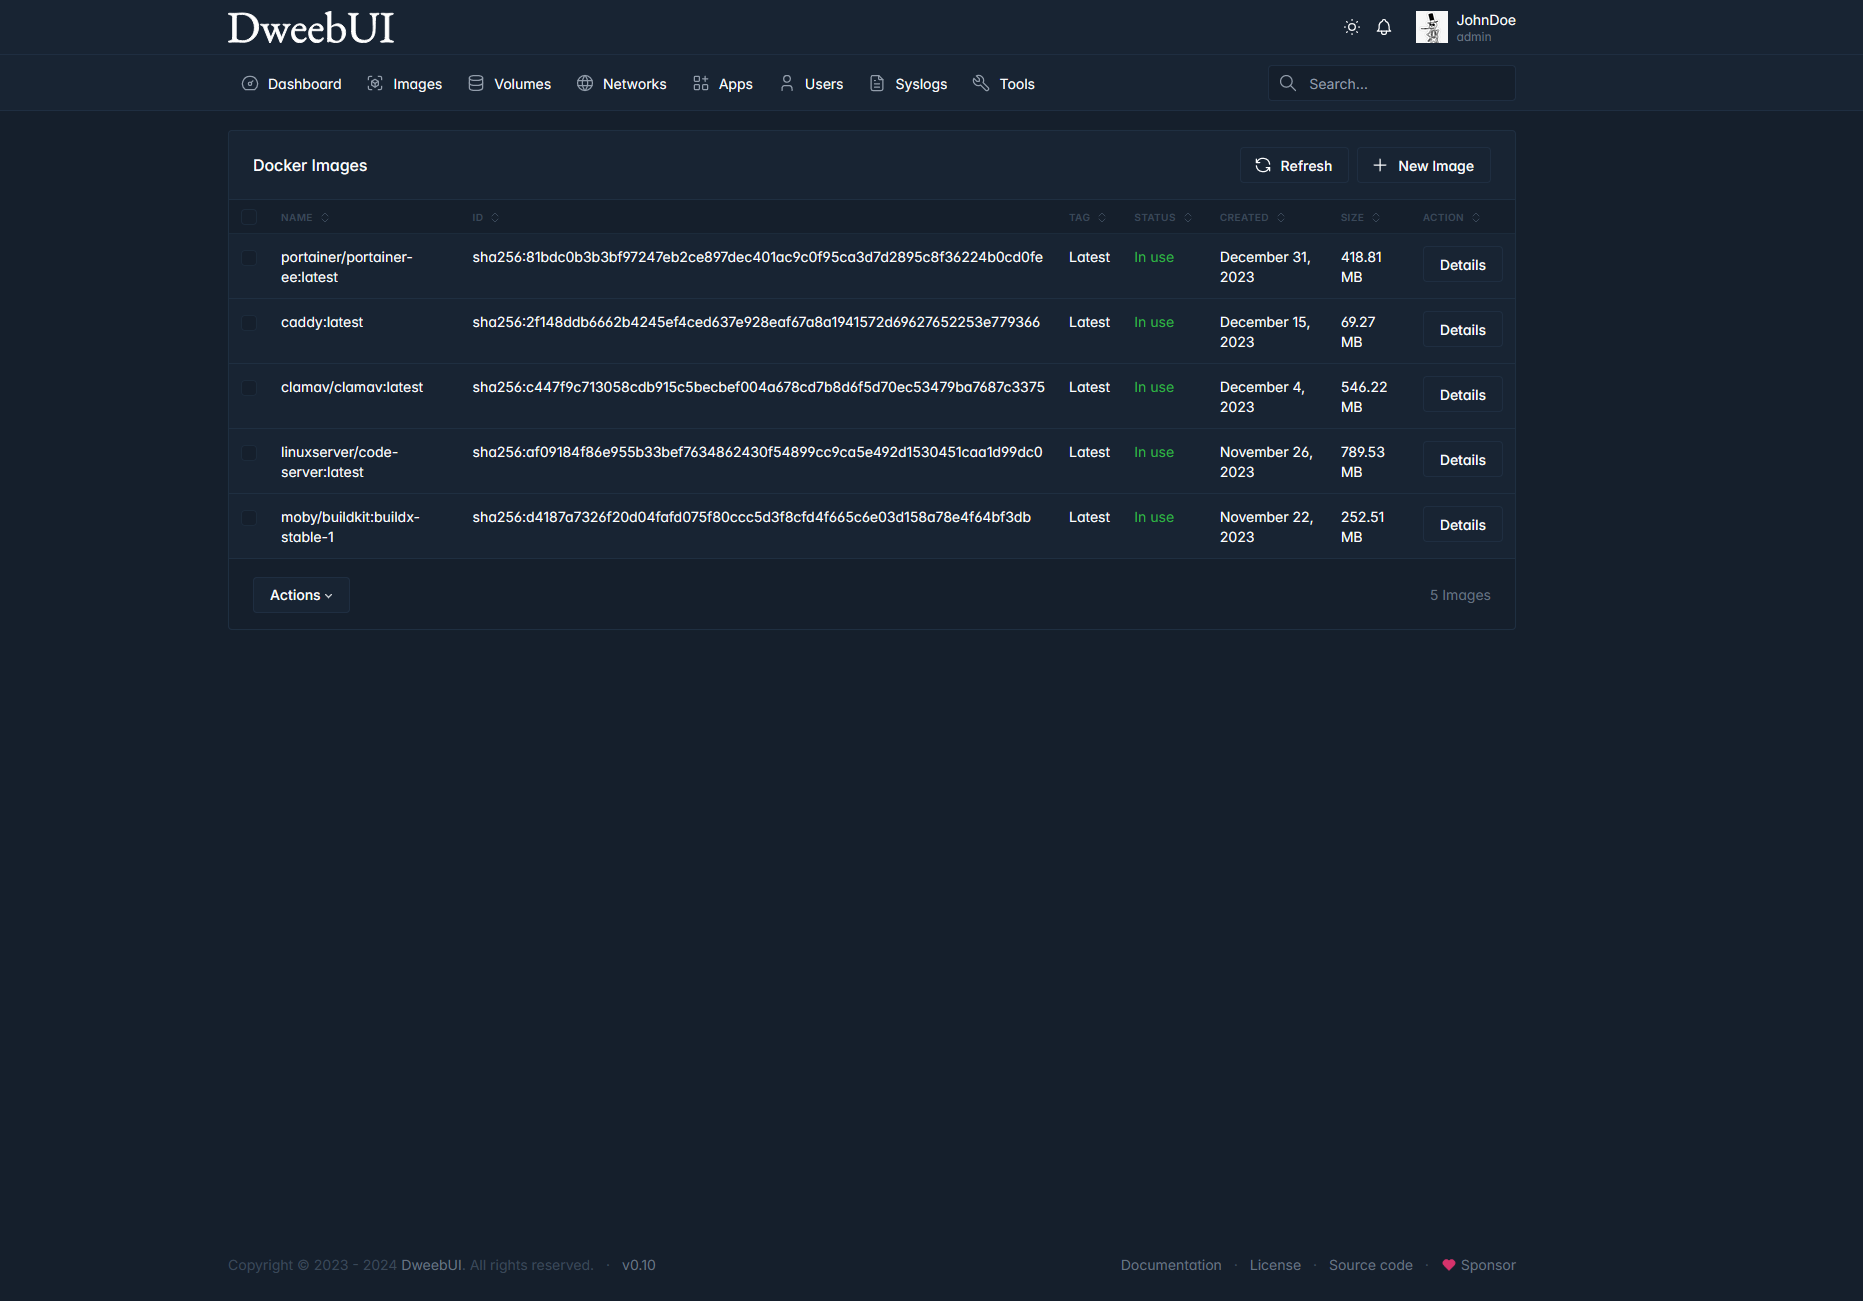 DweebUI
JohnDoe
admin
Dashboard Images Volumes Networks Apps Users Syslogs Tools Search...
Docker Images Refresh New Image
NAME ID TAG STATUS CREATED SIZE ACTION
portainer/portainer- sha256:81bdc0b3b3bf97247eb2ce897dec401ac9c0f95ca3d7d2895c8f36224b0cd0fe Latest In use December 31, 418.81 Details
ee:latest 2023 MB
caddy:latest sha256:2f148ddb6662b4245ef4ced637e928eaf67a8a1941572d69627652253e779366 Latest In use December 15, 69.27 Details
2023 MB
clamav/clamav:latest sha256:c447f9c713058cdb915c5becbef004a678cd7b8d6f5d70ec53479ba7687c3375 Latest In use December 4, 546.22 Details
2023 MB
linuxserver/code- sha256:af09184f86e955b33bef7634862430f54899cc9ca5e492d1530451caa1d99dc0 Latest In use November 26, 789.53 Details
server:latest 2023 MB
moby/buildkit:buildx- sha256:d4187a7326f20d04fafd075f80ccc5d3f8cfd4f665c6e03d158a78e4f64bf3db Latest In use November 22, 252.51 Details
stable-1 2023 MB
Actions 5 Images
Copyright © 2023 - 2024 DweebUI. All rights reserved. · v0.10 Documentation · License · Source code · Sponsor